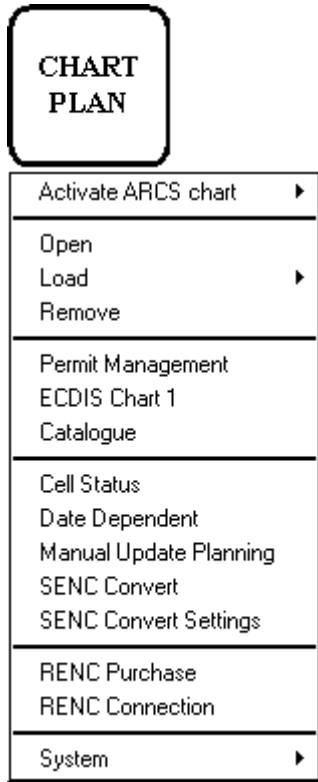 CHART
PLAN
Activate ARCS chart
Open
Load
Remove
Permit Management
ECDIS Chart 1
Catalogue
Cell Status
Date Dependent
Manual Update Planning
SENC Convert
SENC Convert Settings
RENC Purchase
RENC Connection
System